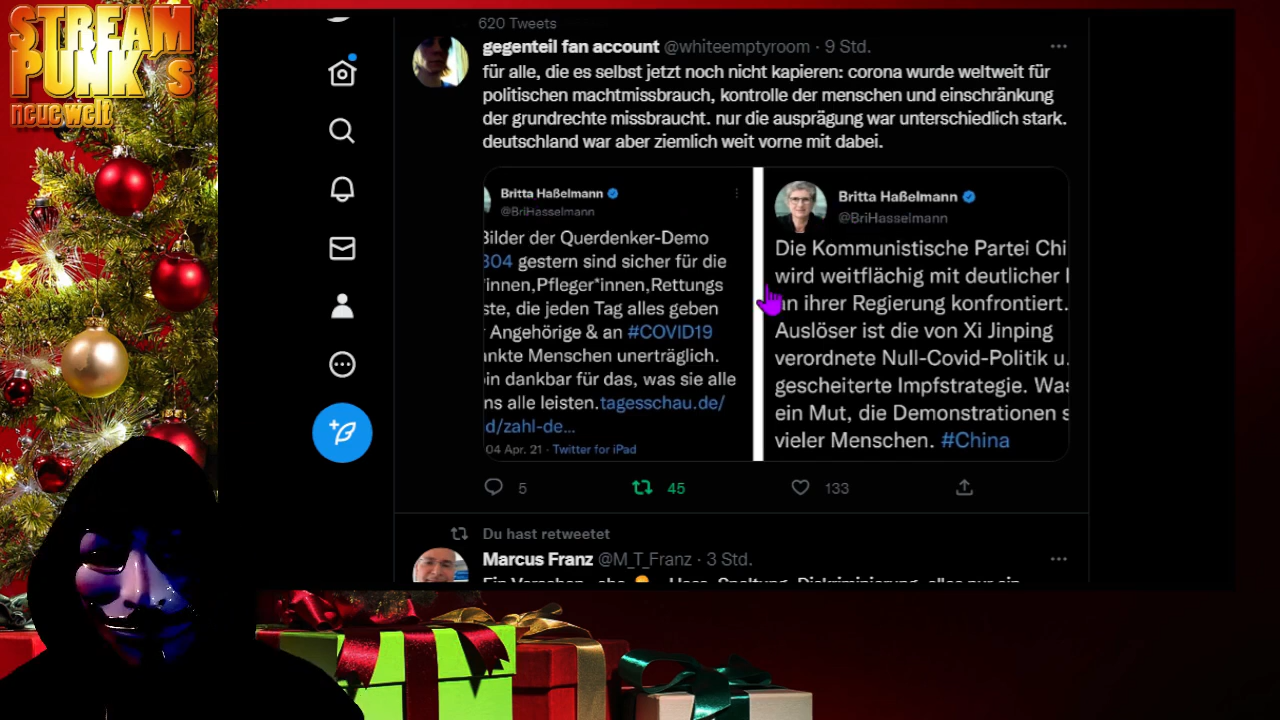 STREAM
PUNK's
neue welt
620 Tweets
gegenteil fan account @whiteemptyroom · 9 Std.
für alle, die es selbst jetzt noch nicht kapieren: corona wurde weltweit für
politischen machtmissbrauch, kontrolle der menschen und einschränkung
der grundrechte missbraucht. nur die ausprägung war unterschiedlich stark.
deutschland war aber ziemlich weit vorne mit dabei.
Britta Haßelmann
@BriHasselmann
Bilder der Querdenker-Demo
304 gestern sind sicher für die
*innen,Pfleger*innen,Rettungs
ste, die jeden Tag alles geben
Angehörige & an #COVID19
nkte Menschen unerträglich.
in dankbar für das, was sie alle
ns alle leisten.tagesschau.de/
d/zahl-de...
04 Apr. 21 · Twitter for iPad
Britta Haßelmann
@BriHasselmann
Die Kommunistische Partei Chi
wird weitflächig mit deutlicher
an ihrer Regierung konfrontiert.
Auslöser ist die von Xi Jinping
verordnete Null-Covid-Politik u.
gescheiterte Impfstrategie. Was
ein Mut, die Demonstrationen s
vieler Menschen. #China
5 45 133
Du hast retweetet
Marcus Franz @M_T_Franz · 3 Std.